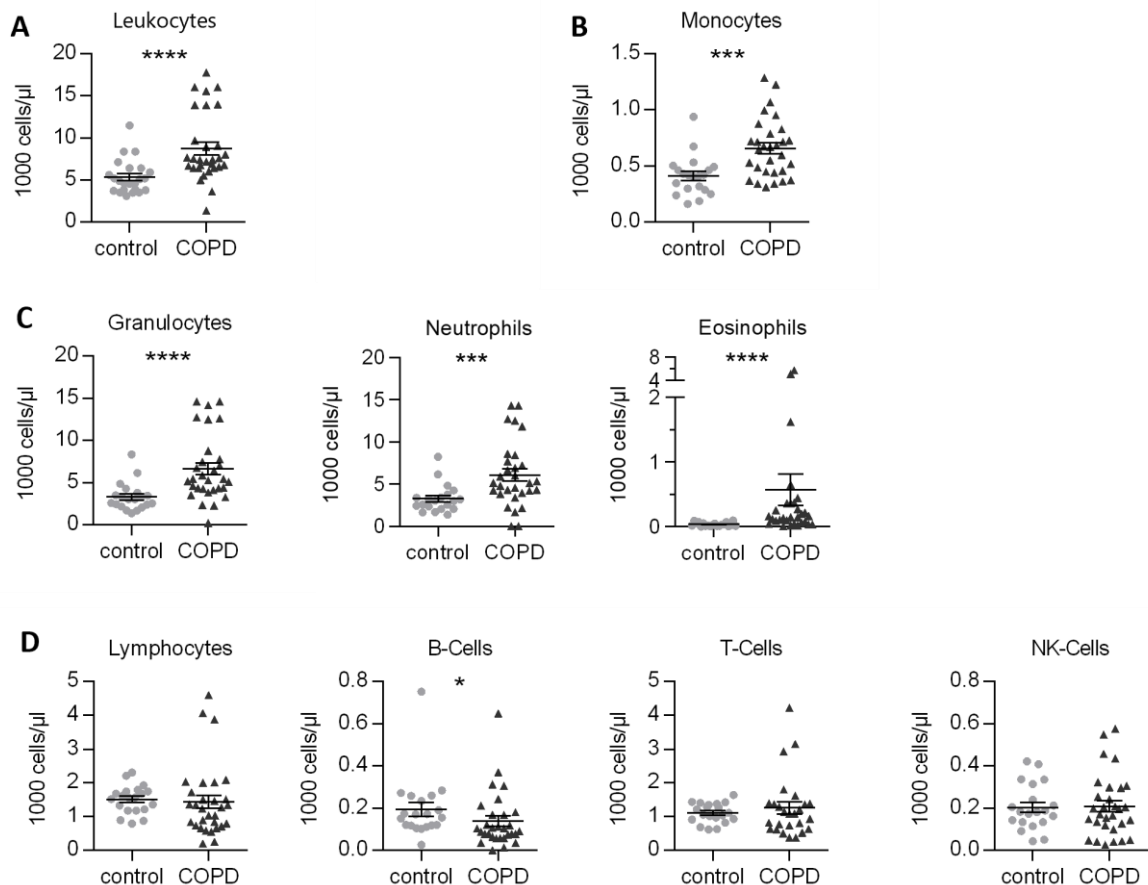 A
Leukocytes
****
20
15
10
5
0
1000 cells/µl
control COPD
B
Monocytes
***
1.5
1.0
0.5
0.0
1000 cells/µl
control COPD
C
Granulocytes
****
20
15
10
5
0
1000 cells/µl
control COPD
Neutrophils
***
20
15
10
5
0
1000 cells/µl
control COPD
Eosinophils
****
8
4
2
1
0
1000 cells/µl
control COPD
D
Lymphocytes
5
4
3
2
1
0
1000 cells/µl
control COPD
B-Cells
*
0.8
0.6
0.4
0.2
0.0
1000 cells/µl
control COPD
T-Cells
5
4
3
2
1
0
1000 cells/µl
control COPD
NK-Cells
0.8
0.6
0.4
0.2
0.0
1000 cells/µl
control COPD